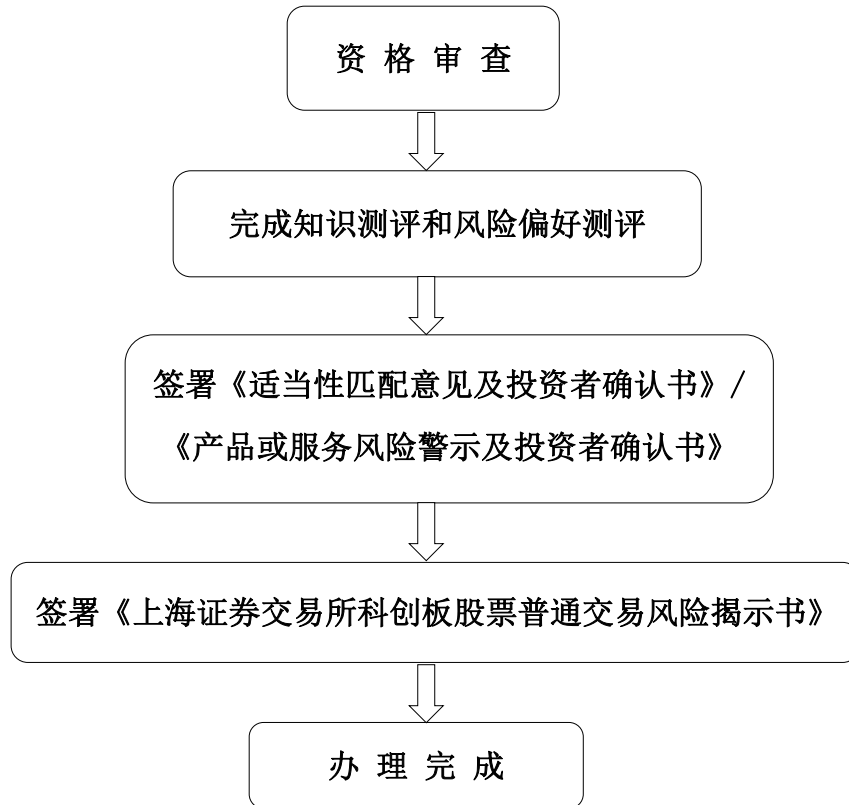 资 格 审 查
完成知识测评和风险偏好测评
签署《适当性匹配意见及投资者确认书》/
《产品或服务风险警示及投资者确认书》
签署《上海证券交易所科创板股票普通交易风险揭示书》
办 理 完 成